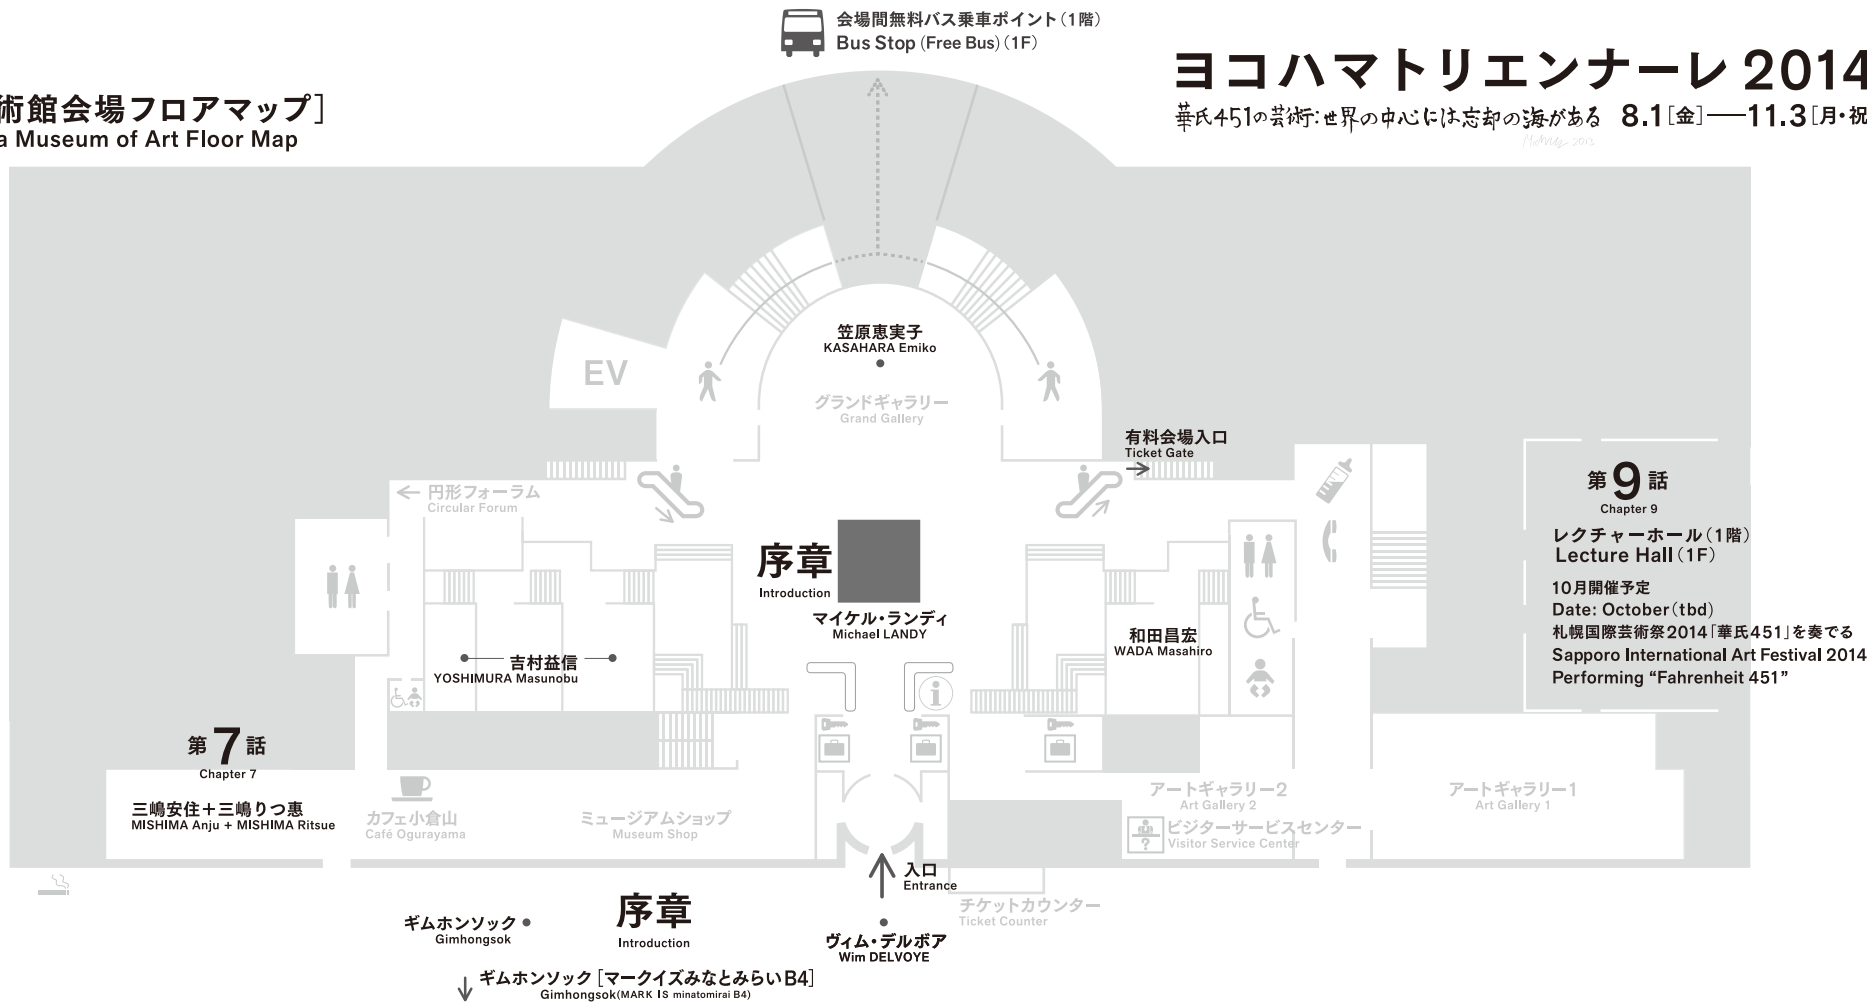 会場間無料バス乗車ポイント（1階）
Bus Stop (Free Bus) (1F)
術館会場フロアマップ]
a Museum of Art Floor Map
ヨコハマトリエンナーレ 2014
華氏451の芸術：世界の中心には忘却の海がある 8.1[金]──11.3[月・祝
笠原恵実子
KASAHARA Emiko
EV
グランドギャラリー
Grand Gallery
有料会場入口
Ticket Gate
← 円形フォーラム
Circular Forum
序章
Introduction
マイケル・ランディ
Michael LANDY
吉村益信
YOSHIMURA Masunobu
和田昌宏
WADA Masahiro
第9話
Chapter 9
レクチャーホール（1階）
Lecture Hall（1F）
10月開催予定
Date: October（tbd）
札幌国際芸術祭2014「華氏451」を奏でる
Sapporo International Art Festival 2014
Performing “Fahrenheit 451”
第7話
Chapter 7
三嶋安住＋三嶋りつ惠
MISHIMA Anju + MISHIMA Ritsue
カフェ小倉山
Café Ogurayama
ミュージアムショップ
Museum Shop
アートギャラリー2
Art Gallery 2
アートギャラリー1
Art Gallery 1
ビジターサービスセンター
Visitor Service Center
入口
Entrance
チケットカウンター
Ticket Counter
ギムホンソック
Gimhongsok
序章
Introduction
ヴィム・デルボア
Wim DELVOYE
↓ ギムホンソック［マークイズみなとみらいB4］
Gimhongsok(MARK IS minatomirai B4)